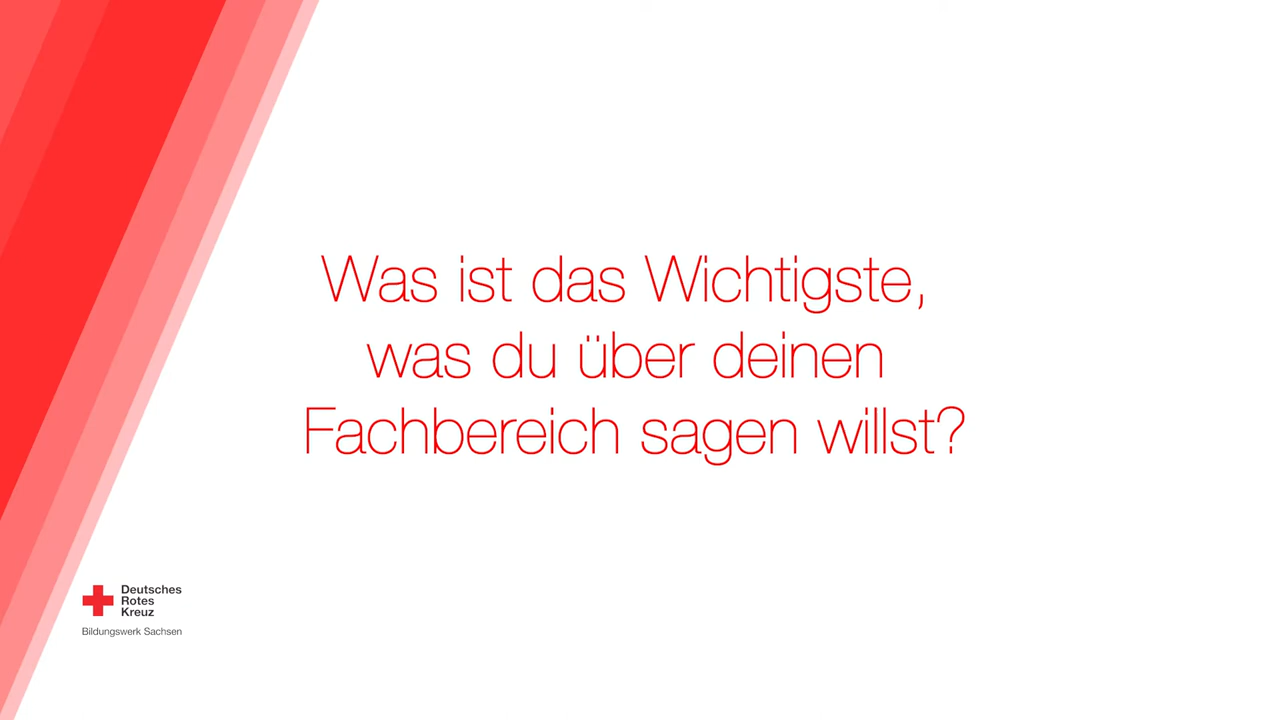 Was ist das Wichtigste,
was du über deinen
Fachbereich sagen willst?
Deutsches
Rotes
Kreuz
Bildungswerk Sachsen